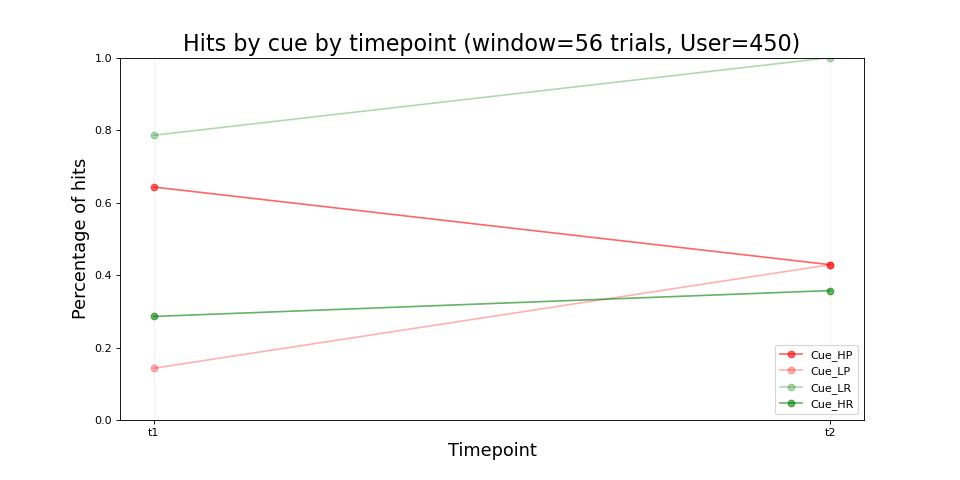 Hits by cue by timepoint (window=56 trials, User=450)
Percentage of hits
1.0
0.8
0.6
0.4
0.2
0.0
Cue_HP
Cue_LP
Cue_LR
Cue_HR
t1
t2
Timepoint